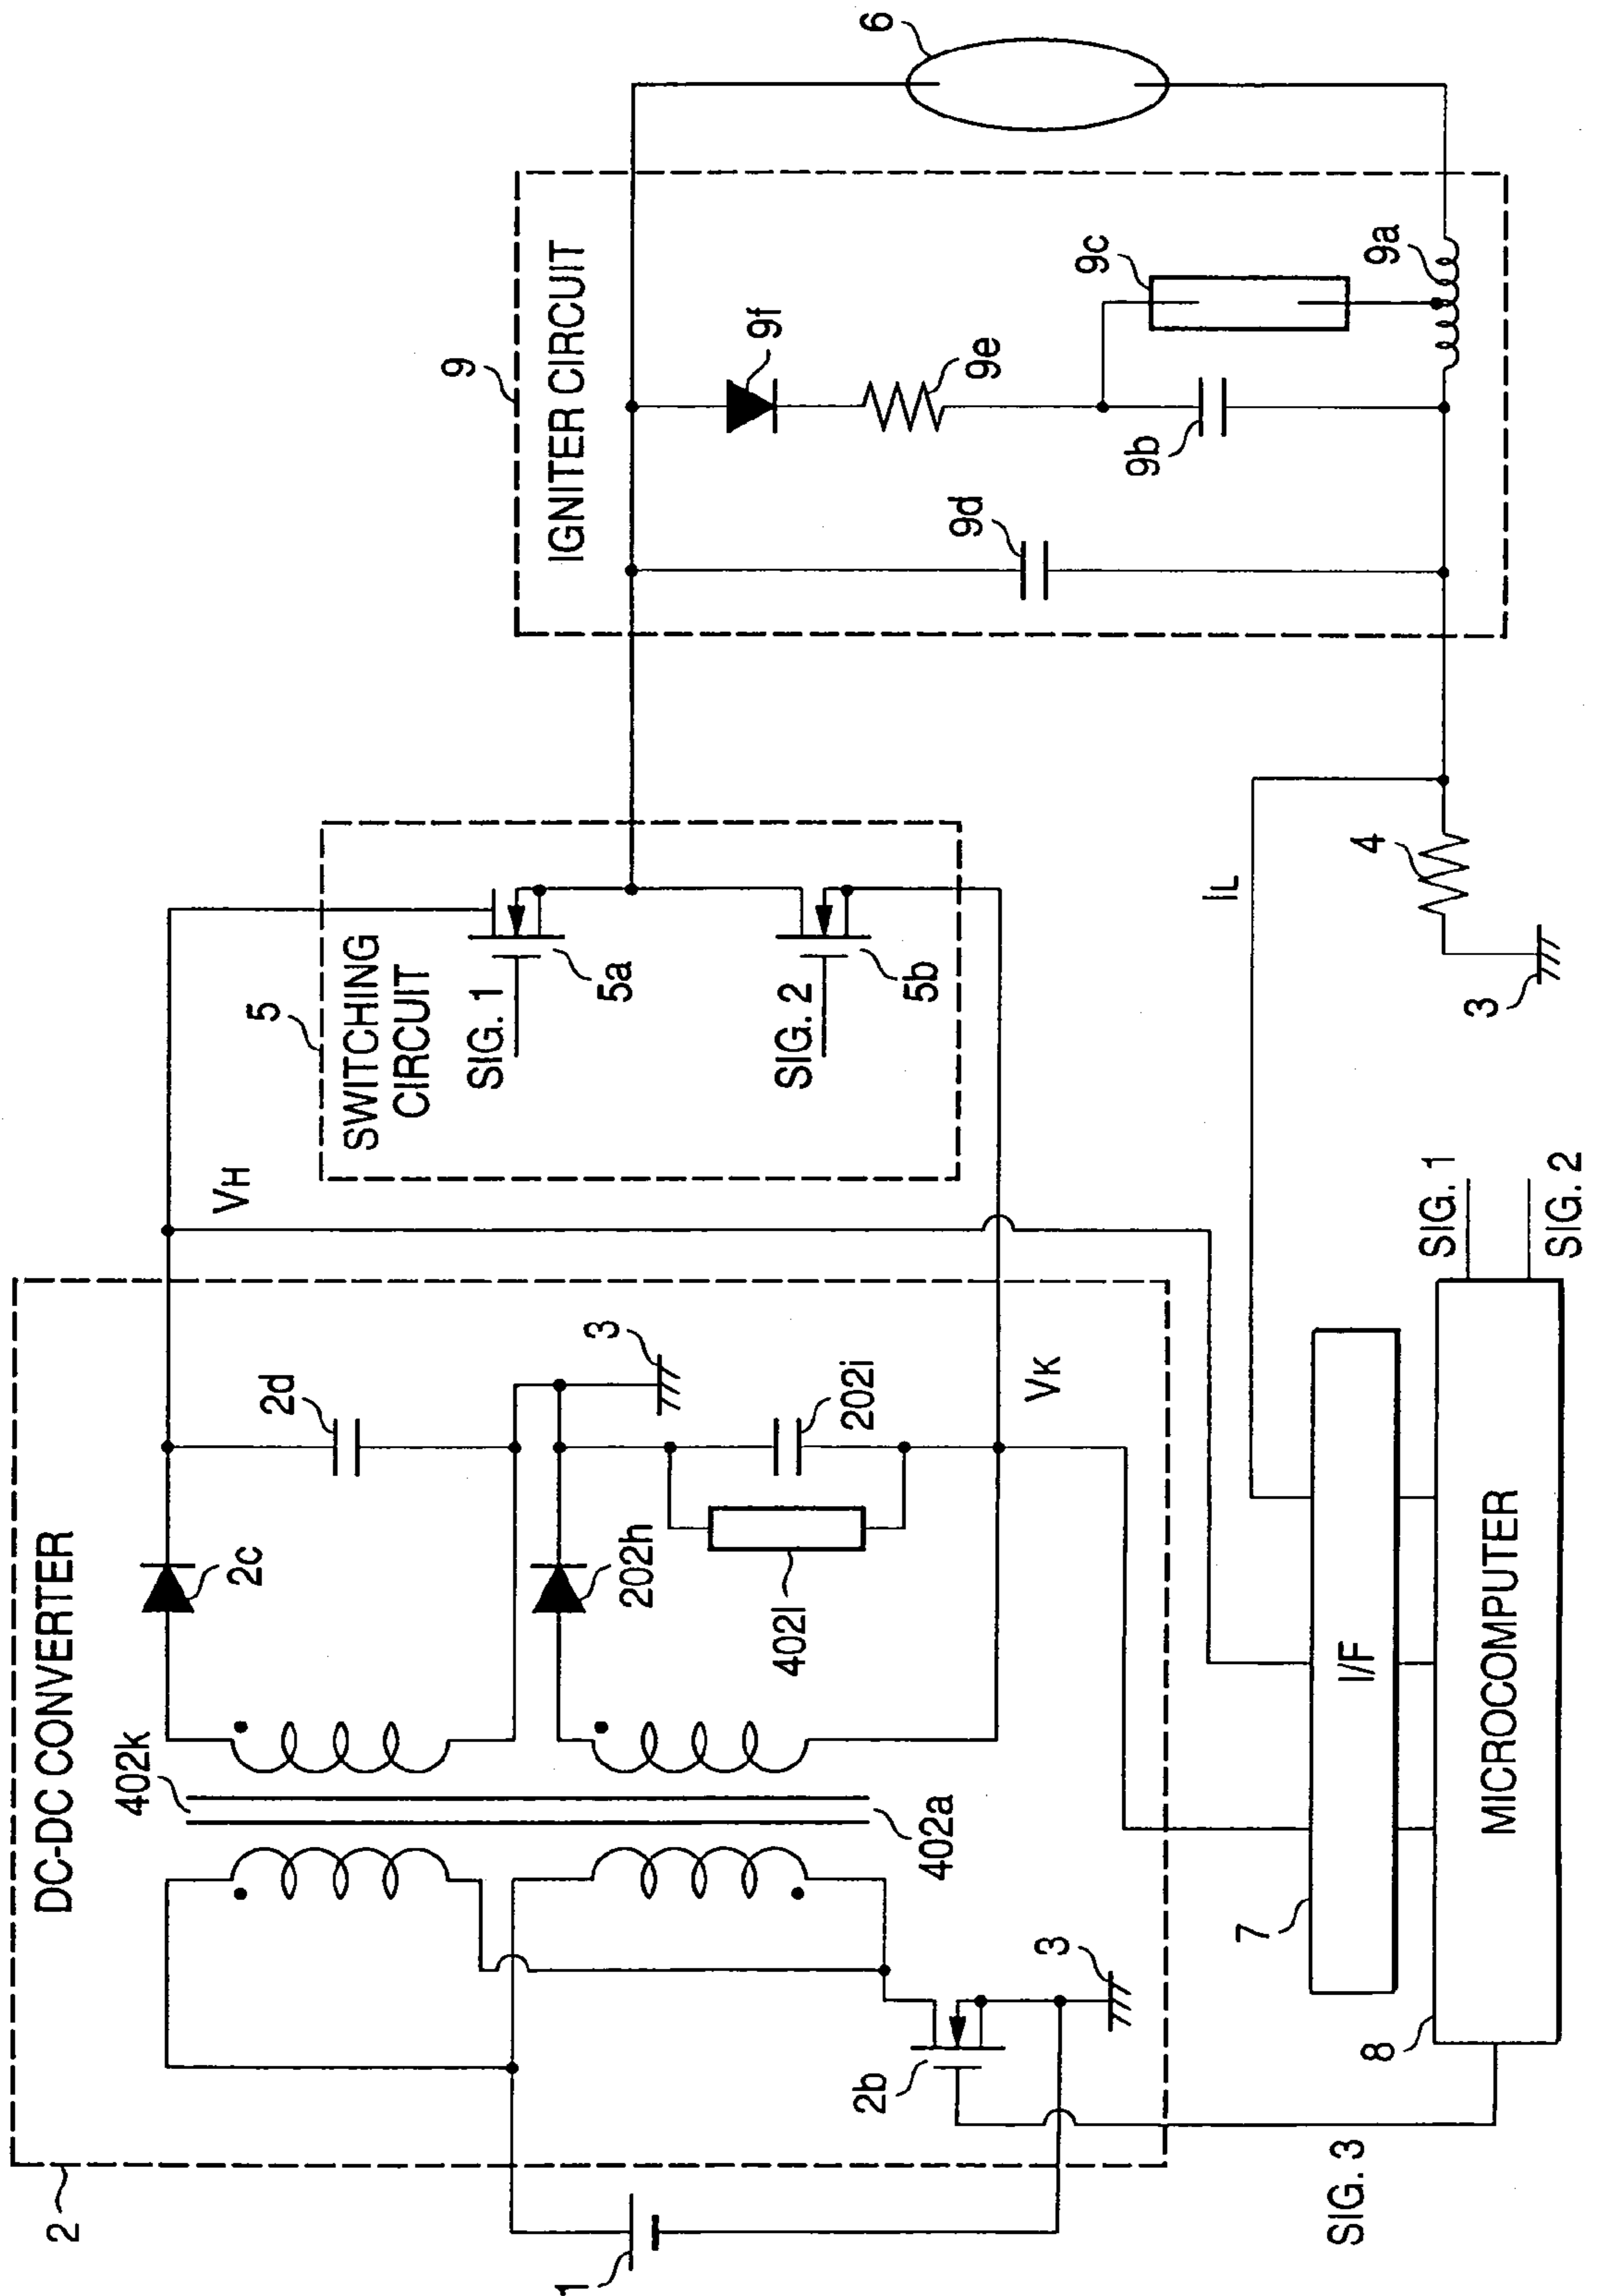 2
DC-DC CONVERTER
1
402k
402a
2c
2d
202h
402l
202i
3
3
2b
SIG. 3
VH
VK
5
SWITCHING
CIRCUIT
SIG. 1
5a
SIG. 2
5b
9
IGNITER CIRCUIT
9f
9e
9c
9d
9b
9a
6
IL
4
3
7
I/F
8
MICROCOMPUTER
SIG. 1
SIG. 2